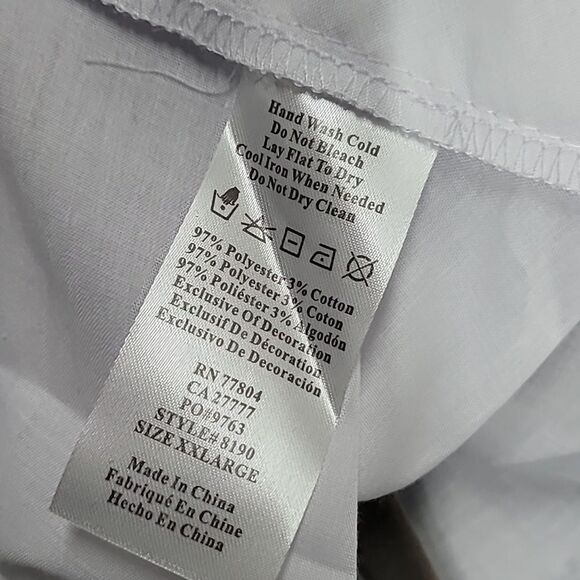 Hand Wash Cold
Do Not Bleach
Lay Flat To Dry
Cool Iron When Needed
Do Not Dry Clean
97% Polyester 3% Cotton
97% Polyester 3% Coton
97% Poliéster 3% Algodón
Exclusive Of Decoration
Exclusif De Décoration
Exclusivo De Decoración
RN 77804
CA 27777
PO#9763
STYLE# 8190
SIZE XXLARGE
Made In China
Fabriqué En Chine
Hecho En China